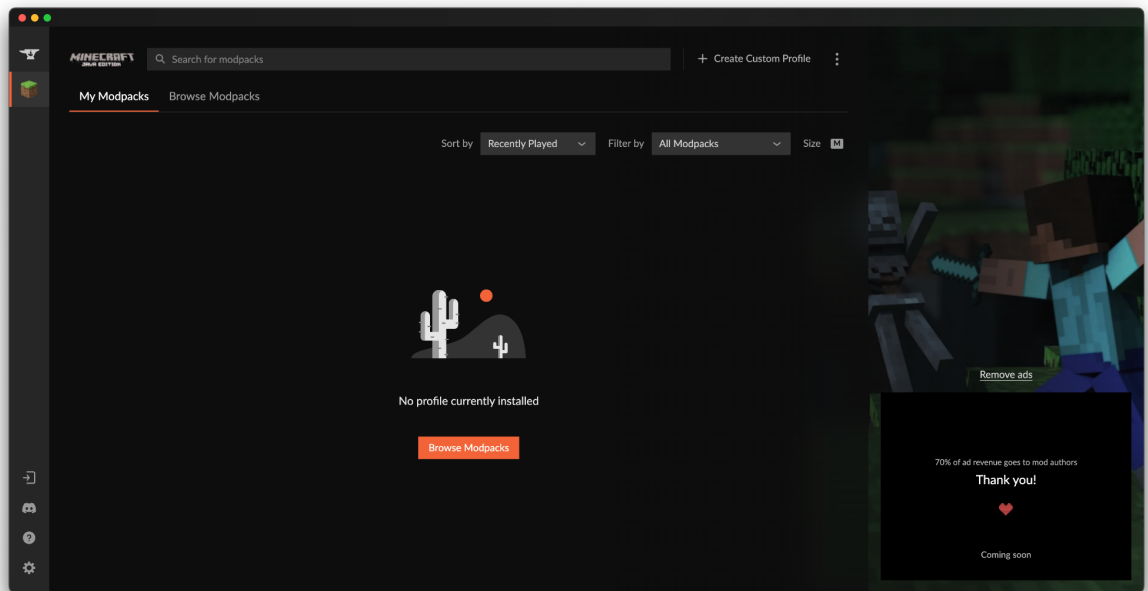 MINECRAFT
JAVA EDITION
Search for modpacks
Create Custom Profile
My Modpacks
Browse Modpacks
Sort by
Recently Played
Filter by
All Modpacks
Size
M
No profile currently installed
Browse Modpacks
Remove ads
70% of ad revenue goes to mod authors
Thank you!
Coming soon